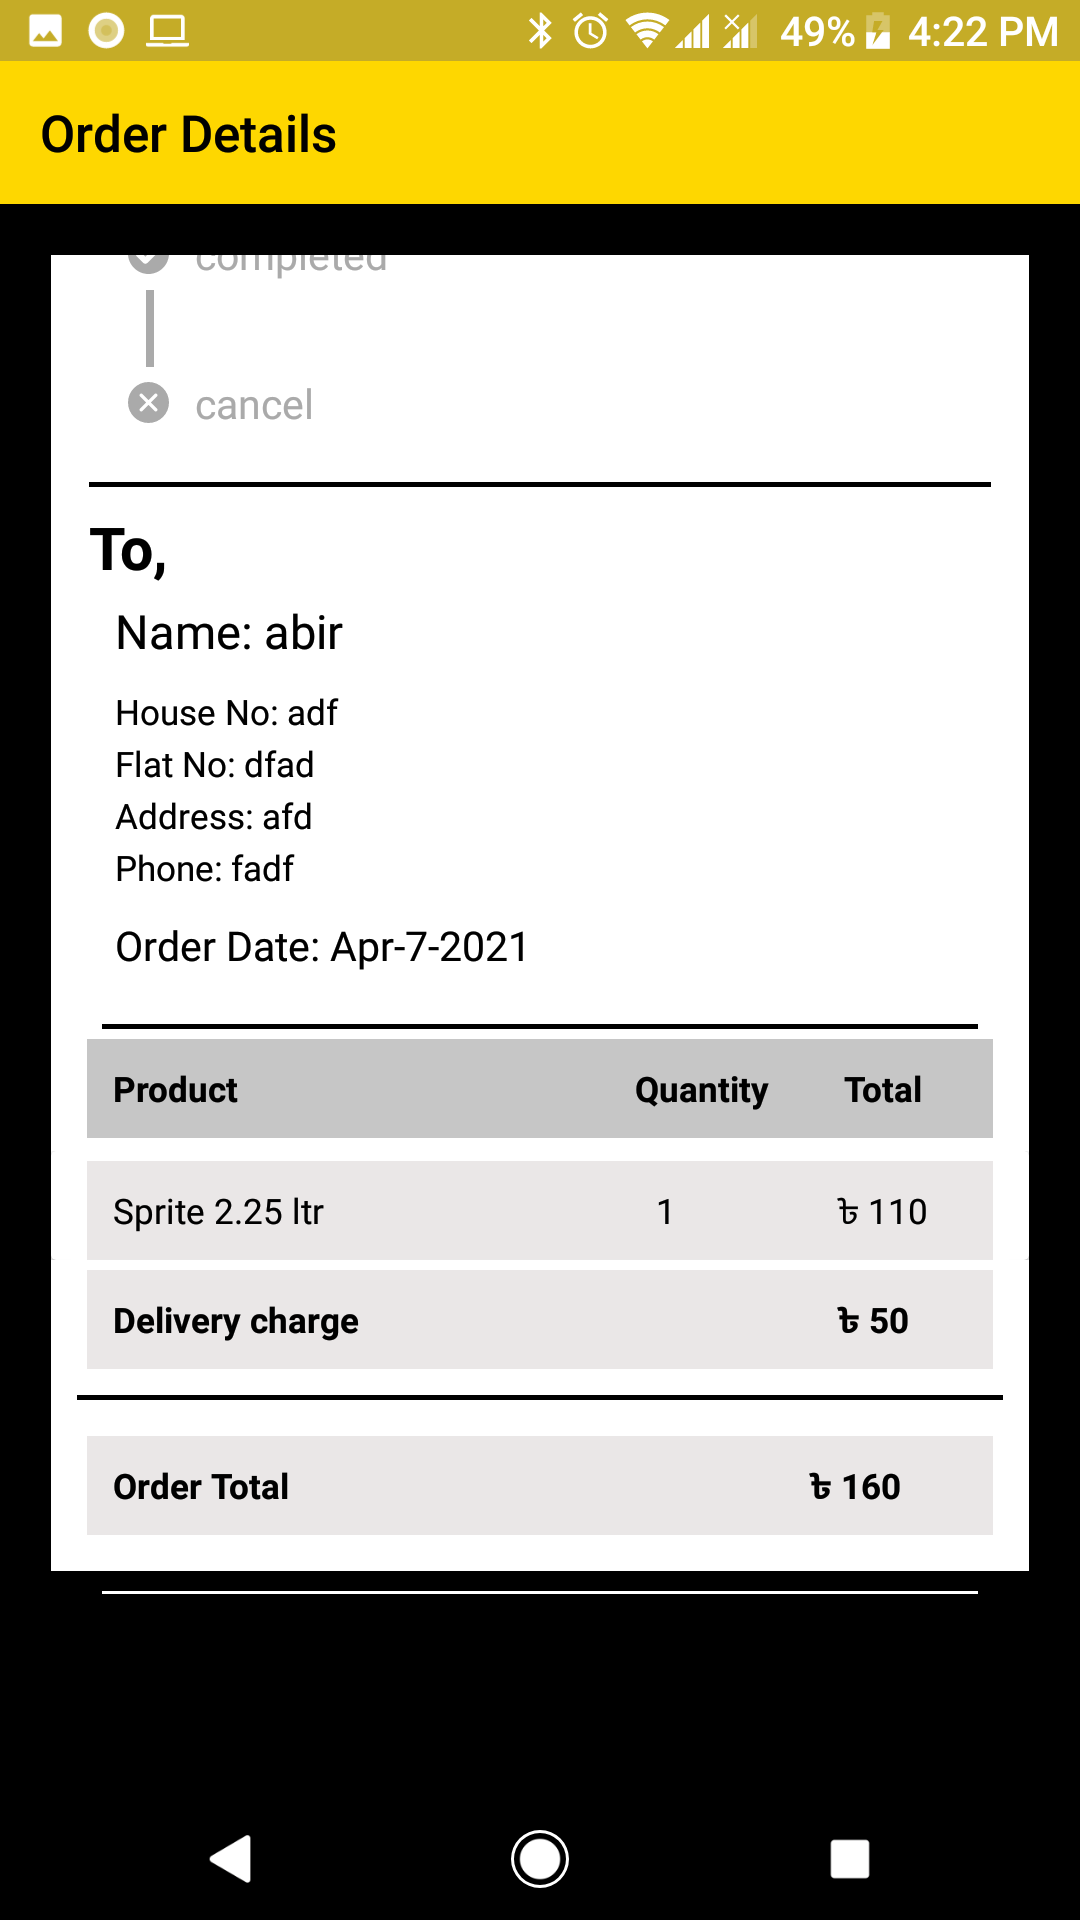 49% 4:22 PM
Order Details
completed
cancel
To,
Name: abir
House No: adf
Flat No: dfad
Address: afd
Phone: fadf
Order Date: Apr-7-2021
Product Quantity Total
Sprite 2.25 ltr 1 ৳ 110
Delivery charge ৳ 50
Order Total ৳ 160